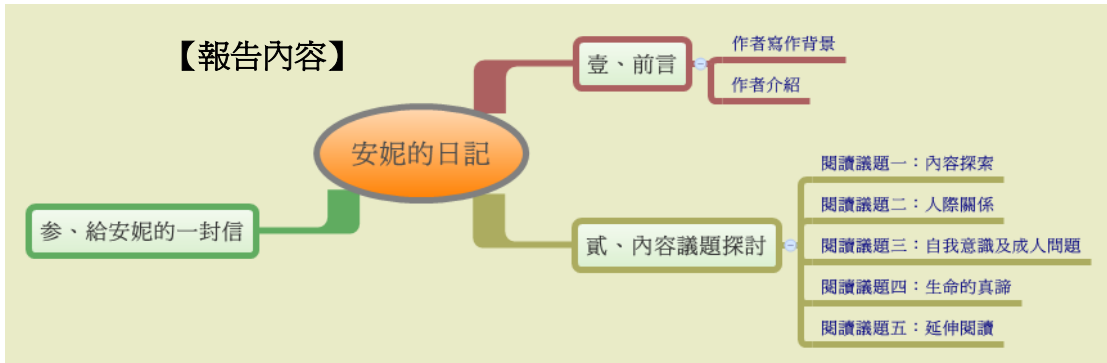 【報告內容】
安妮的日記
壹、前言
作者寫作背景
作者介紹
貳、內容議題探討
閱讀議題一：內容探索
閱讀議題二：人際關係
閱讀議題三：自我意識及成人問題
閱讀議題四：生命的真諦
閱讀議題五：延伸閱讀
参、給安妮的一封信